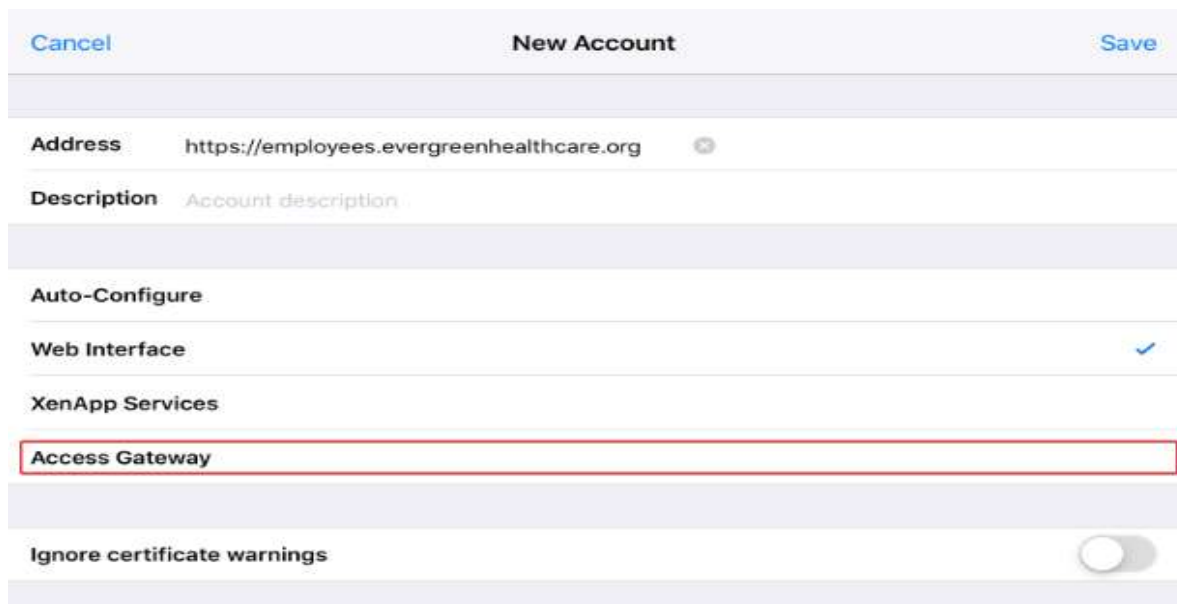 Cancel New Account Save
Address https://employees.evergreenhealthcare.org
Description Account description
Auto-Configure
Web Interface
XenApp Services
Access Gateway
Ignore certificate warnings